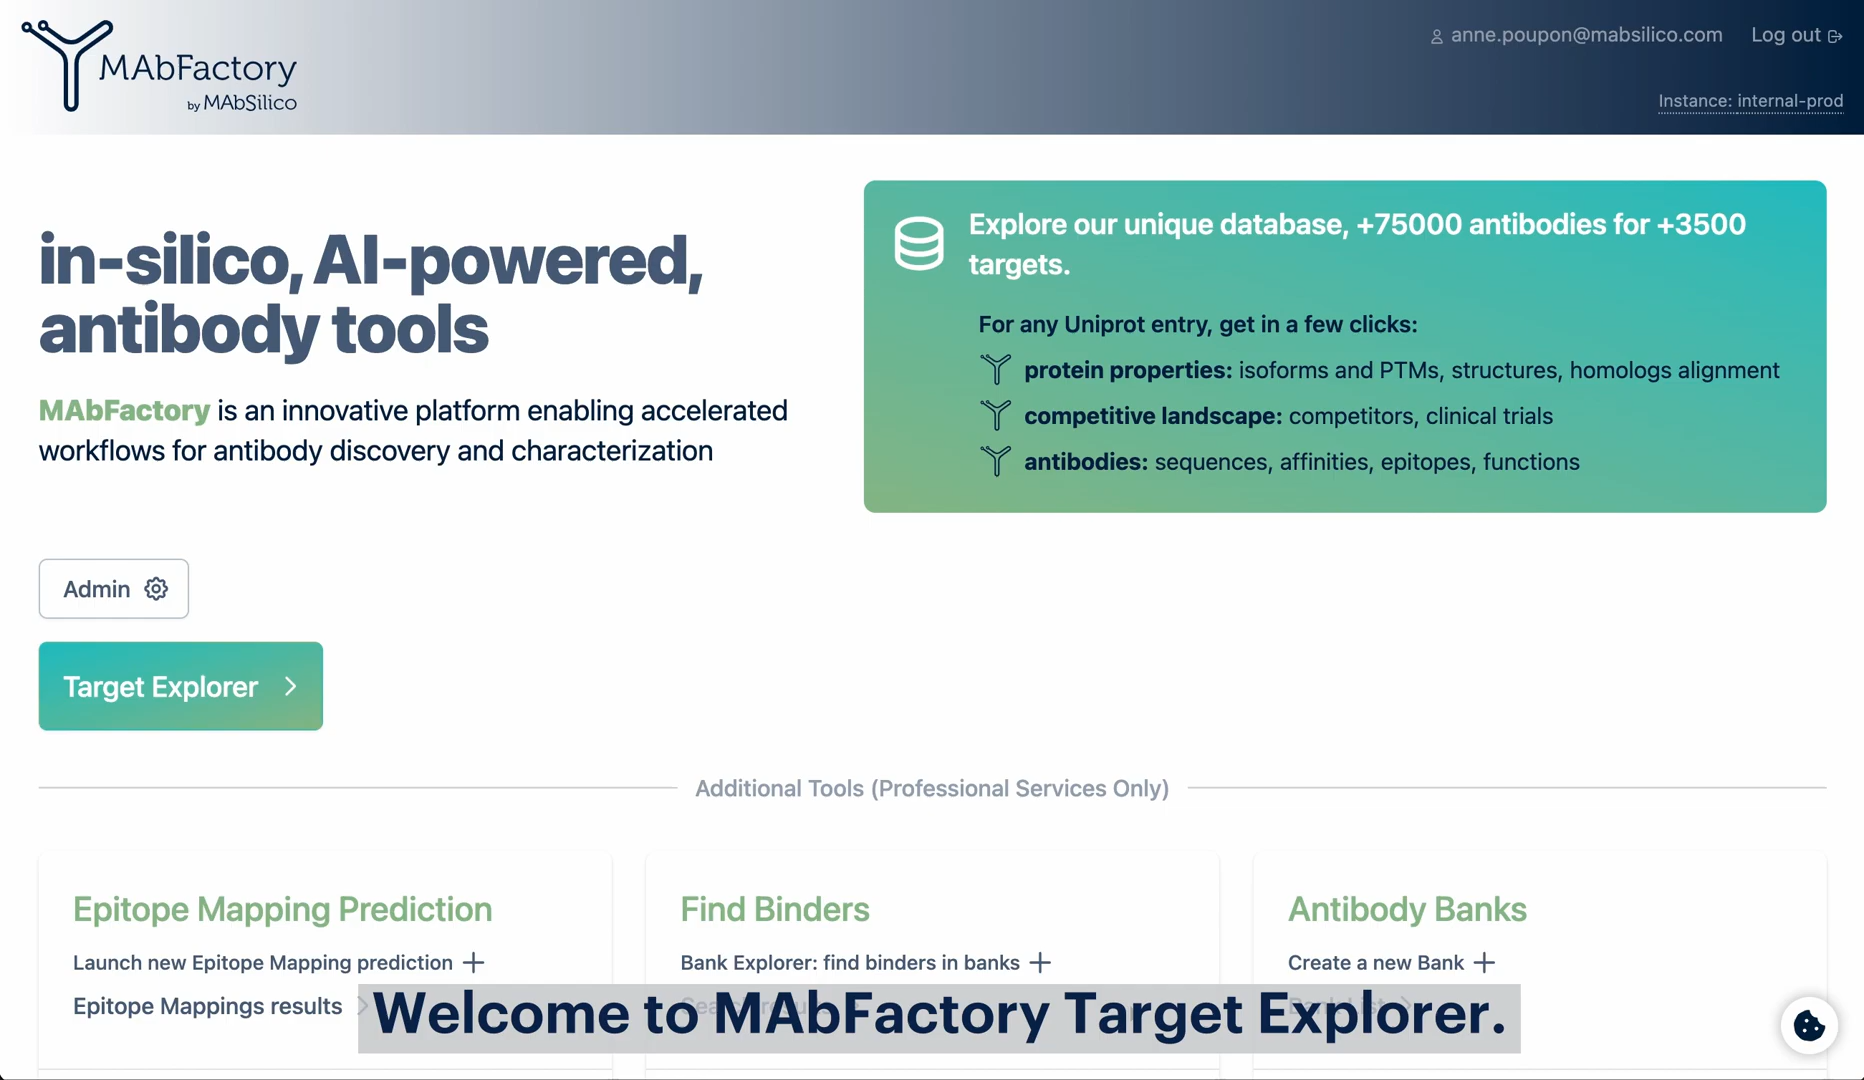 MAbFactory
by MAbSilico
anne.poupon@mabsilico.com
Log out
Instance: internal-prod
in-silico, AI-powered,
antibody tools
MAbFactory is an innovative platform enabling accelerated
workflows for antibody discovery and characterization
Explore our unique database, +75000 antibodies for +3500
targets.
For any Uniprot entry, get in a few clicks:
protein properties: isoforms and PTMs, structures, homologs alignment
competitive landscape: competitors, clinical trials
antibodies: sequences, affinities, epitopes, functions
Admin
Target Explorer
Additional Tools (Professional Services Only)
Epitope Mapping Prediction
Launch new Epitope Mapping prediction
Epitope Mappings results
Find Binders
Bank Explorer: find binders in banks
Search results
Antibody Banks
Create a new Bank
Bank List
Welcome to MAbFactory Target Explorer.